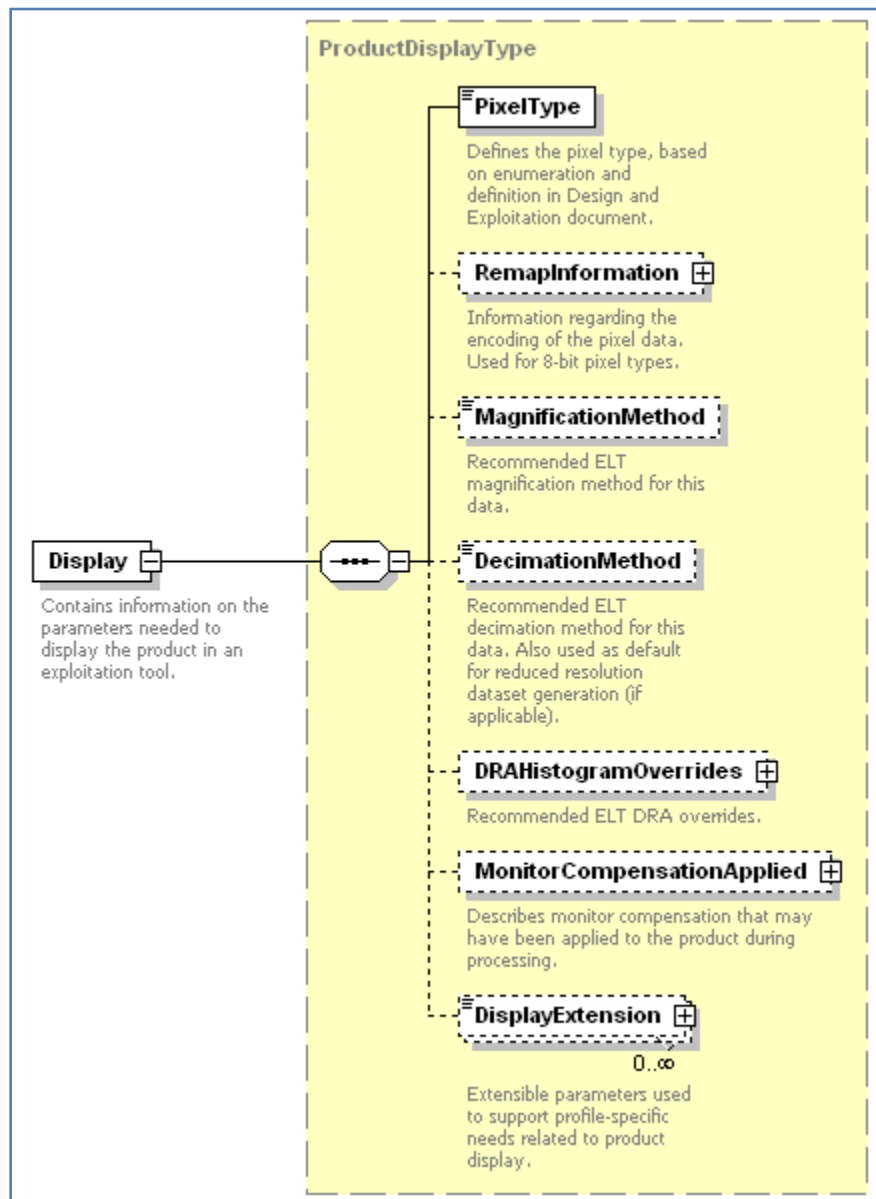 ProductDisplayType
PixelType
Defines the pixel type, based
on enumeration and
definition in Design and
Exploitation document.
RemapInformation
Information regarding the
encoding of the pixel data.
Used for 8-bit pixel types.
MagnificationMethod
Recommended ELT
magnification method for this
data.
Display
Contains information on the
parameters needed to
display the product in an
exploitation tool.
DecimationMethod
Recommended ELT
decimation method for this
data. Also used as default
for reduced resolution
dataset generation (if
applicable).
DRAHistogramOverrides
Recommended ELT DRA overrides.
MonitorCompensationApplied
Describes monitor compensation that may
have been applied to the product during
processing.
DisplayExtension
0..∞
Extensible parameters used
to support profile-specific
needs related to product
display.